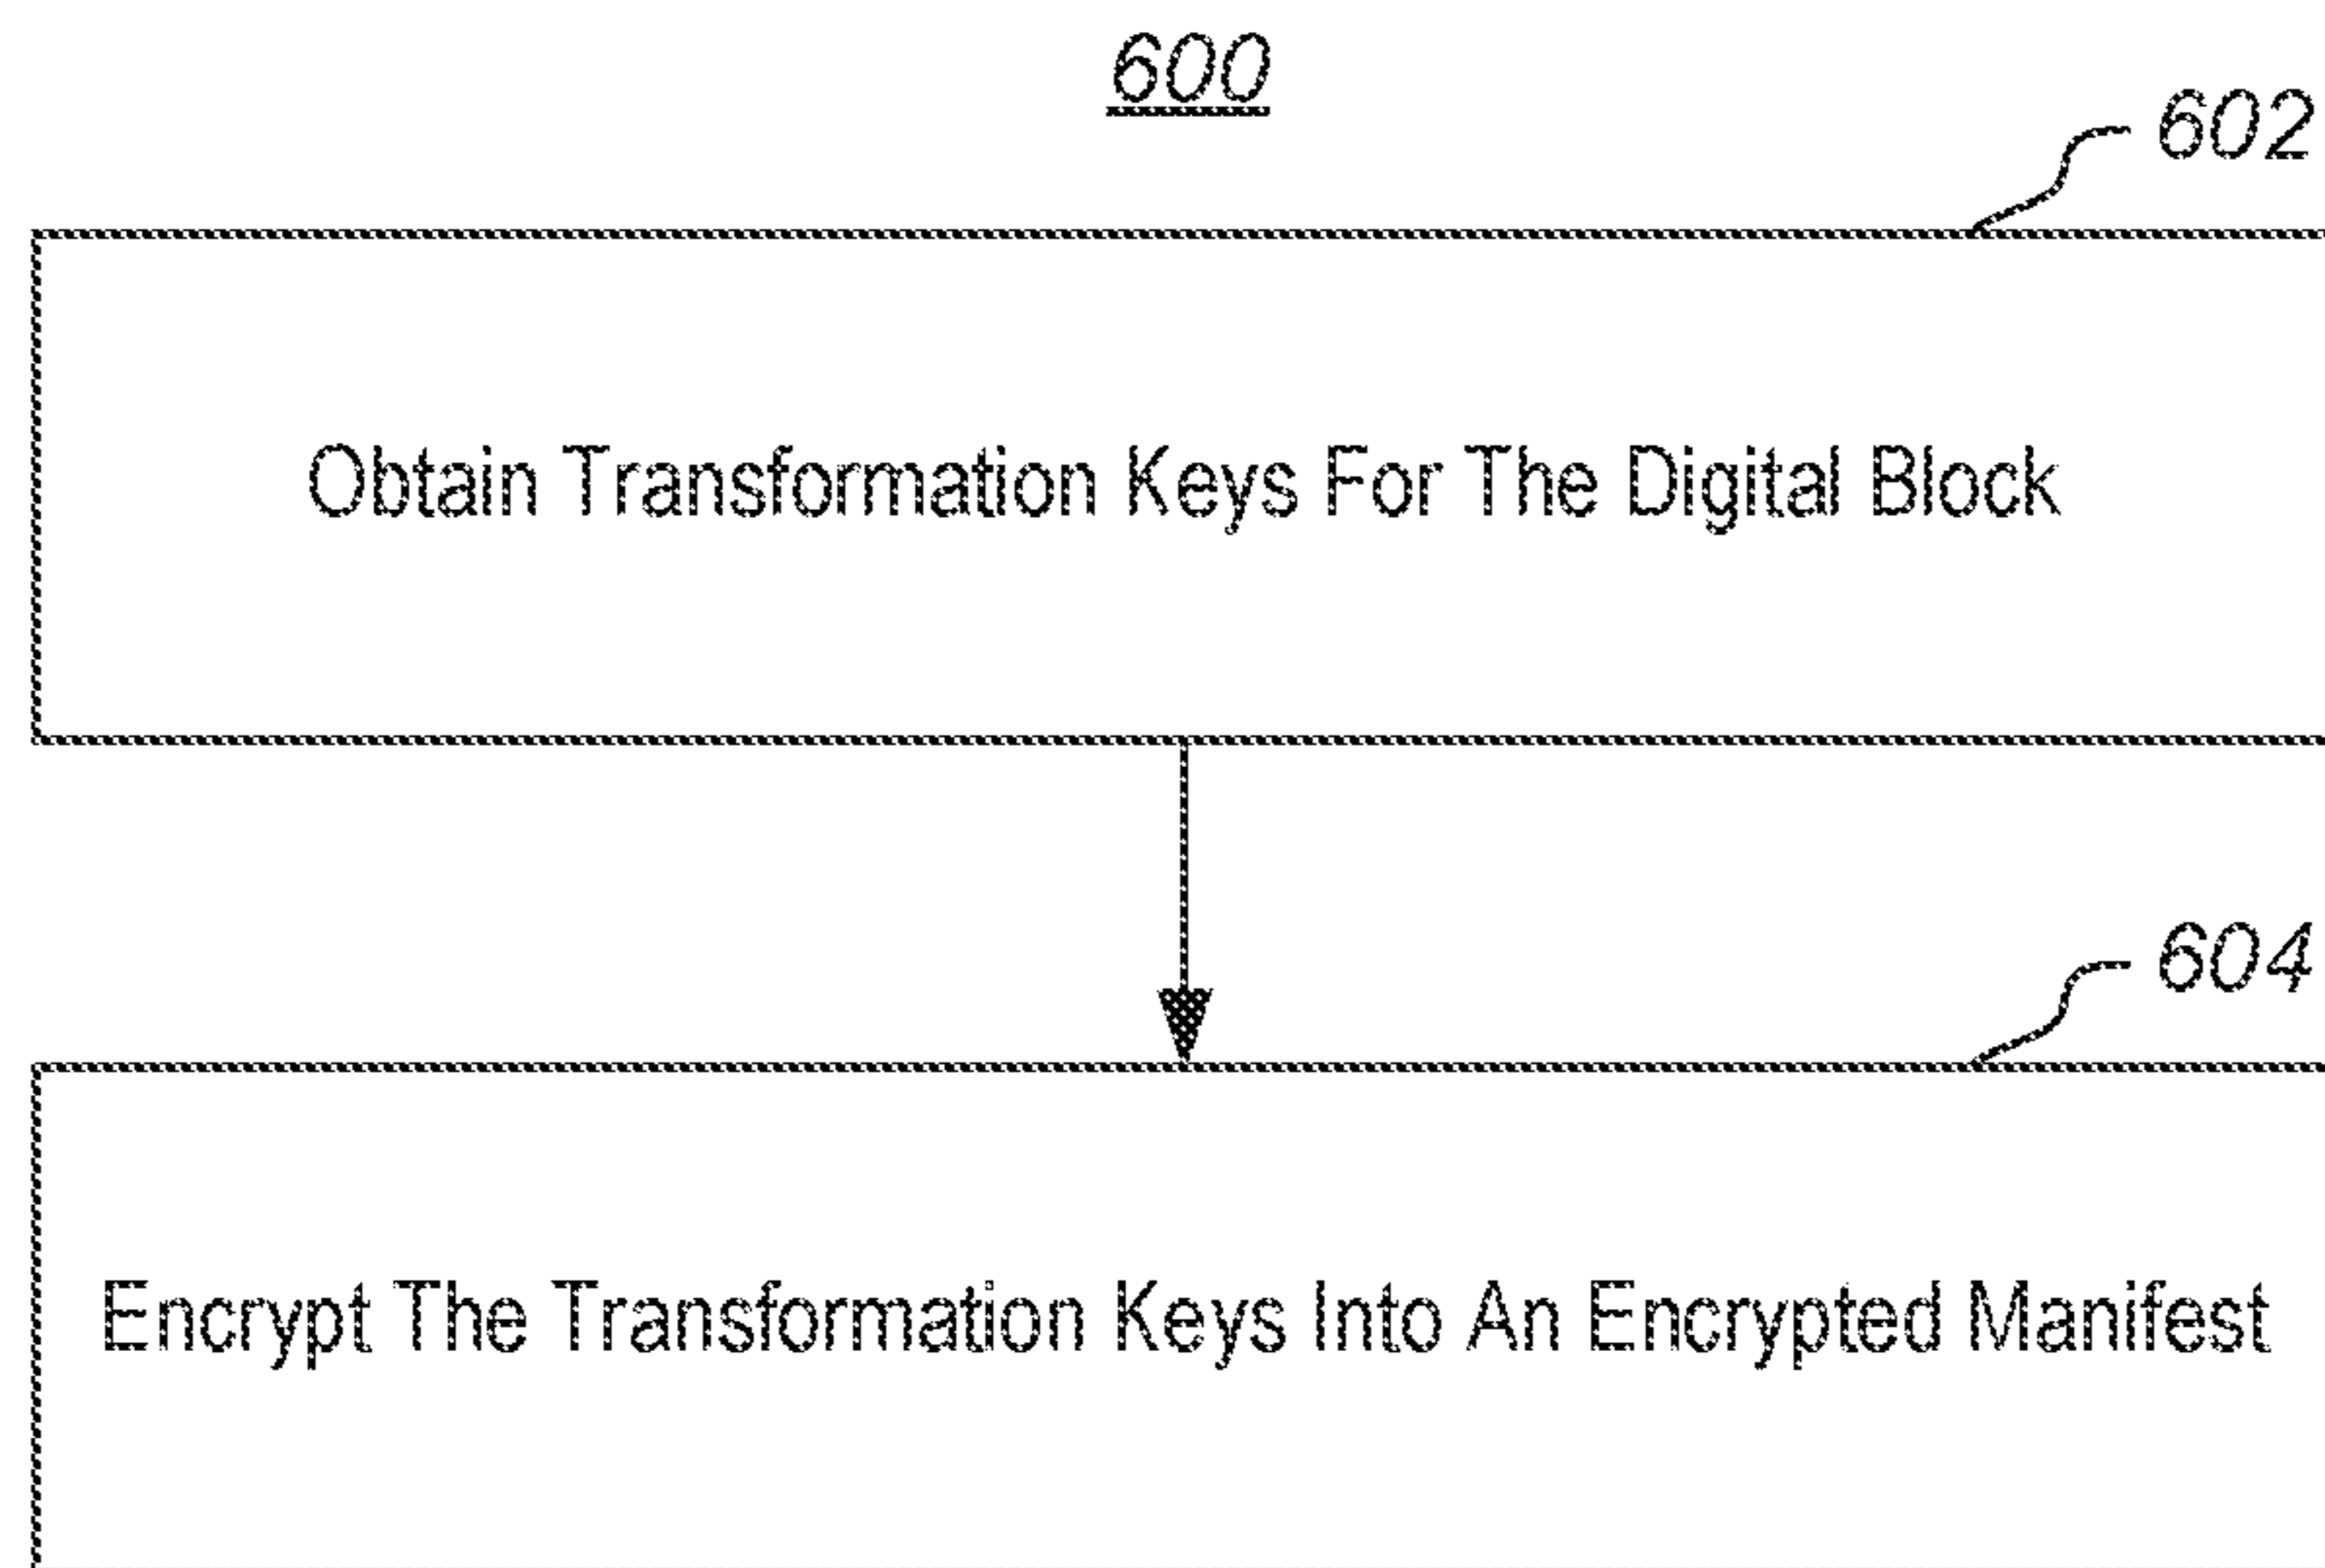 600
602
Obtain Transformation Keys For The Digital Block
604
Encrypt The Transformation Keys Into An Encrypted Manifest